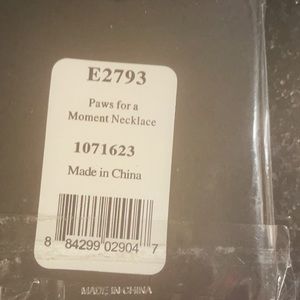 E2793
Paws for a
Moment Necklace
1071623
Made in China
8 84299 02904 7
MADE IN CHINA